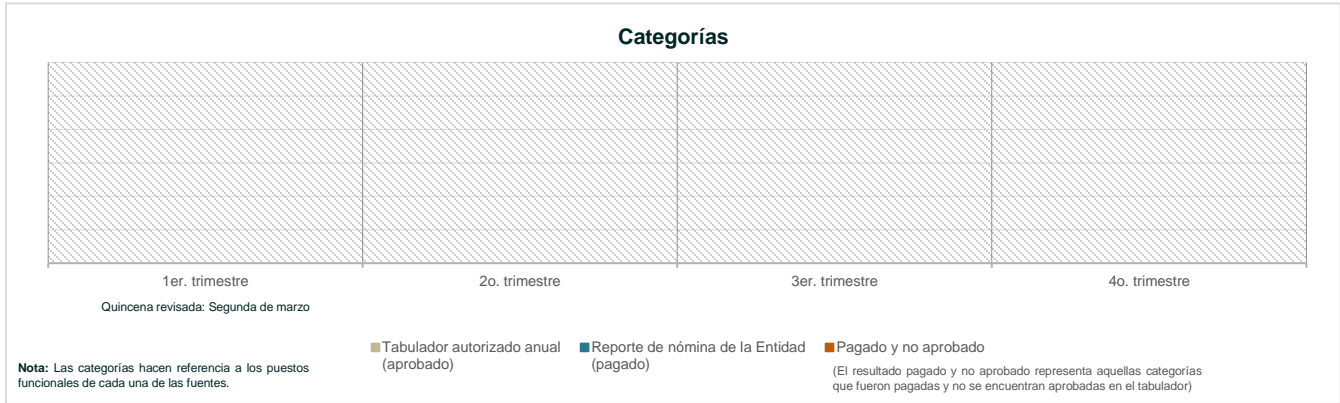 Categorías
1er. trimestre
2o. trimestre
3er. trimestre
4o. trimestre
Quincena revisada: Segunda de marzo
Tabulador autorizado anual
(aprobado)
Reporte de nómina de la Entidad
(pagado)
Pagado y no aprobado
(El resultado pagado y no aprobado representa aquellas categorías
que fueron pagadas y no se encuentran aprobadas en el tabulador)
Nota: Las categorías hacen referencia a los puestos
funcionales de cada una de las fuentes.